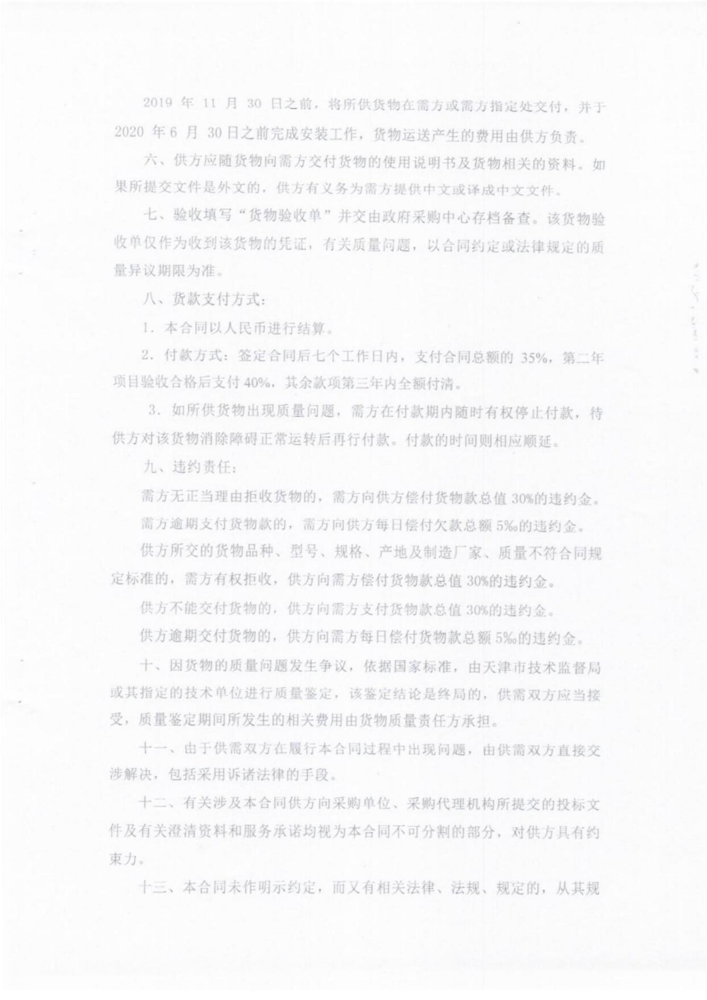 2019 年 11 月 30 日之前，将所供货物在需方或需方指定处交付，并于
2020 年 6 月 30 日之前完成安装工作，货物运送产生的费用由供方负责。
六、供方应随货物向需方交付货物的使用说明书及货物相关的资料。如
果所提交文件是外文的，供方有义务为需方提供中文或译成中文文件。
七、验收填写“货物验收单”并交由政府采购中心存档备查。该货物验
收单仅作为收到该货物的凭证，有关质量问题，以合同约定或法律规定的质
量异议期限为准。
八、货款支付方式：
1．本合同以人民币进行结算。
2．付款方式：签定合同后七个工作日内，支付合同总额的 35%，第二年
项目验收合格后支付 40%，其余款项第三年内全额付清。
3．如所供货物出现质量问题，需方在付款期内随时有权停止付款，待
供方对该货物消除障碍正常运转后再行付款。付款的时间则相应顺延。
九、违约责任：
需方无正当理由拒收货物的，需方向供方偿付货物款总值 30%的违约金。
需方逾期支付货物款的，需方向供方每日偿付欠款总额 5‰的违约金。
供方所交的货物品种、型号、规格、产地及制造厂家、质量不符合同规
定标准的，需方有权拒收，供方向需方偿付货物款总值 30%的违约金。
供方不能交付货物的，供方向需方支付货物款总值 30%的违约金。
供方逾期交付货物的，供方向需方每日偿付货物款总额 5‰的违约金。
十、因货物的质量问题发生争议，依据国家标准，由天津市技术监督局
或其指定的技术单位进行质量鉴定，该鉴定结论是终局的，供需双方应当接
受，质量鉴定期间所发生的相关费用由货物质量责任方承担。
十一、由于供需双方在履行本合同过程中出现问题，由供需双方直接交
涉解决，包括采用诉诸法律的手段。
十二、有关涉及本合同供方向采购单位、采购代理机构所提交的投标文
件及有关澄清资料和服务承诺均视为本合同不可分割的部分，对供方具有约
束力。
十三、本合同未作明示约定，而又有相关法律、法规、规定的，从其规